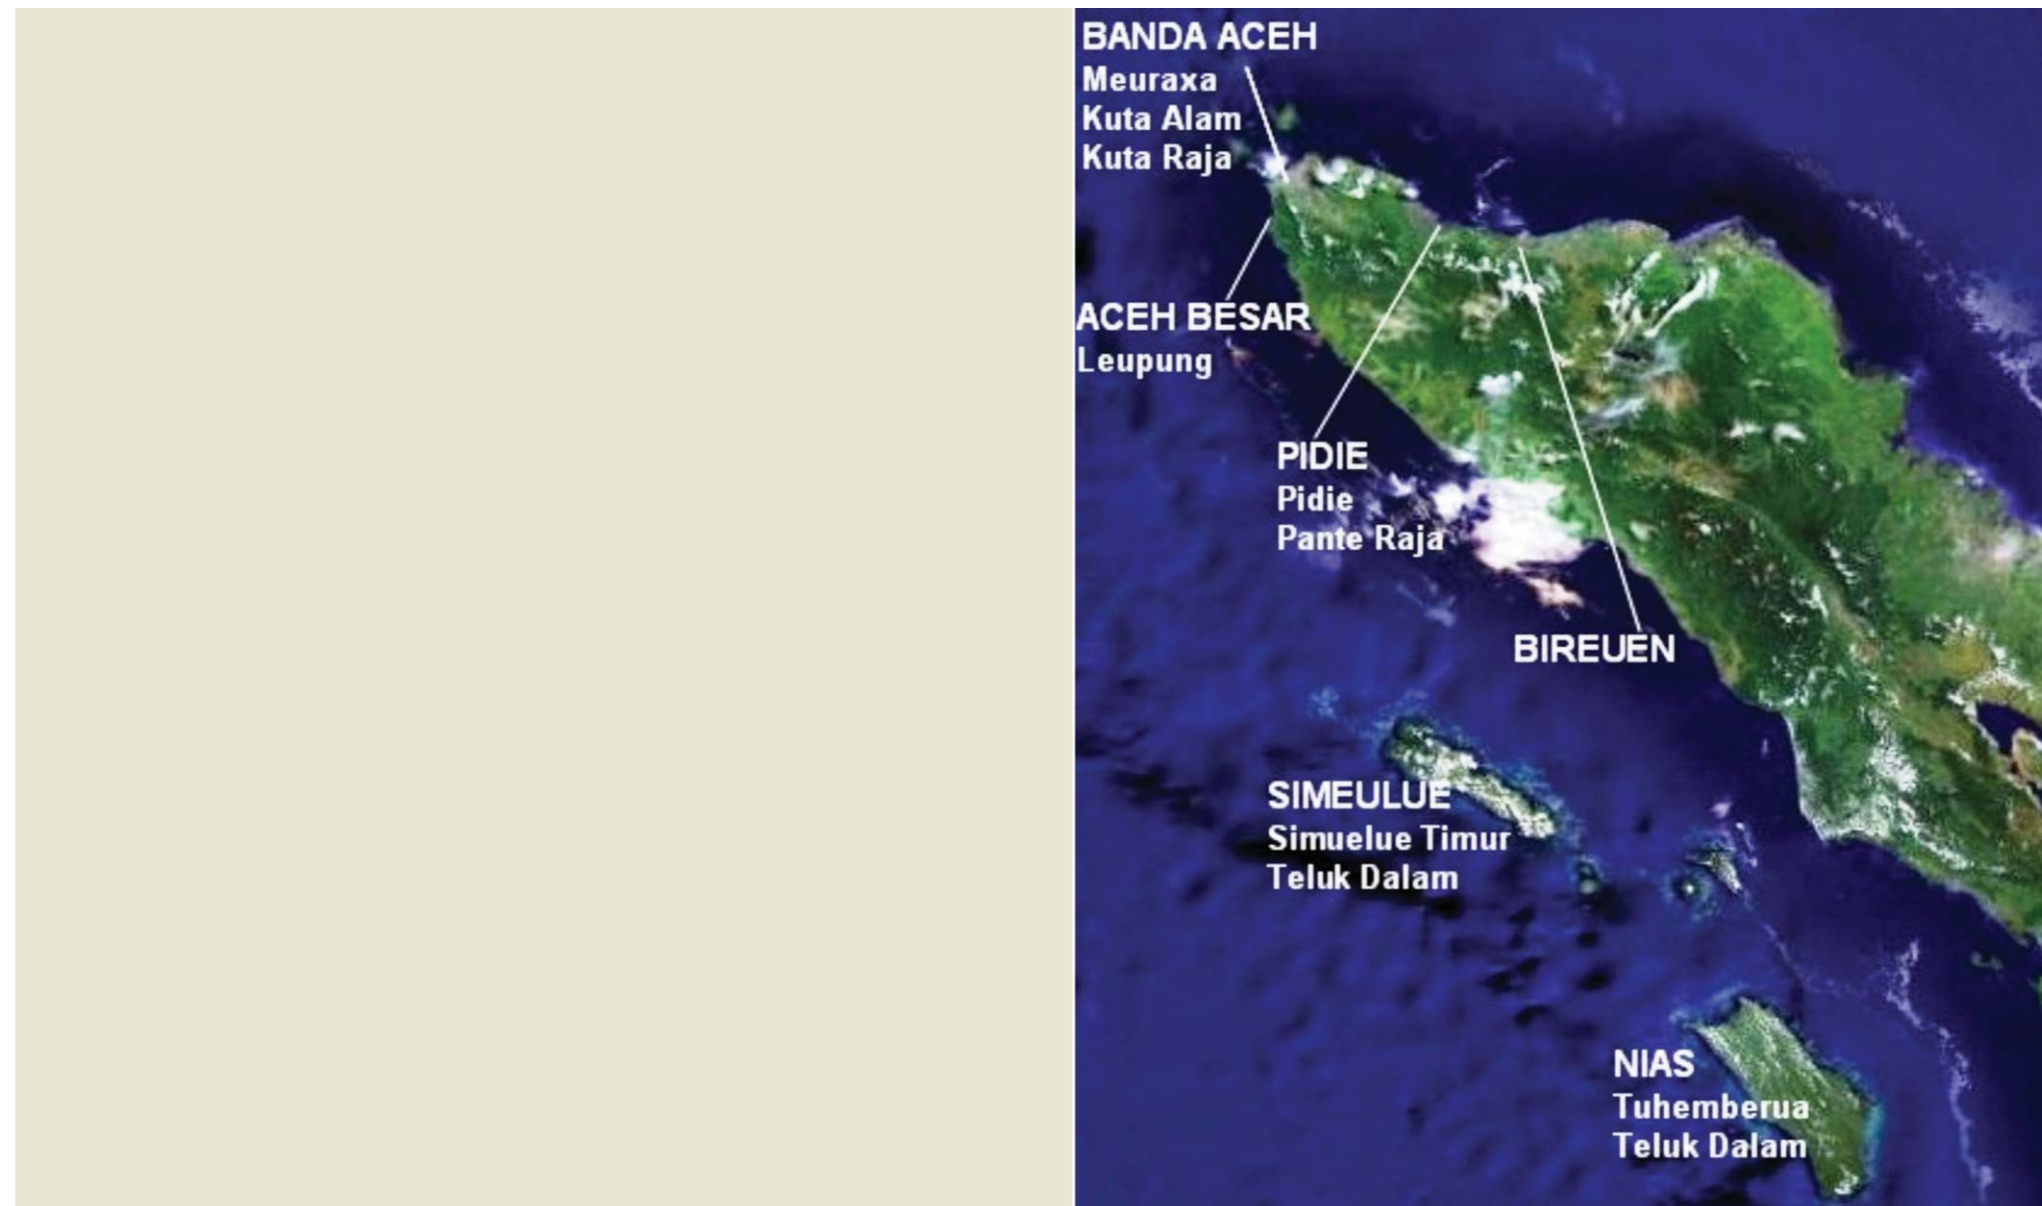 BANDA ACEH
Meuraxa
Kuta Alam
Kuta Raja
ACEH BESAR
Leupung
PIDIE
Pidie
Pante Raja
BIREUEN
SIMEULUE
Simuelue Timur
Teluk Dalam
NIAS
Tuhemberua
Teluk Dalam